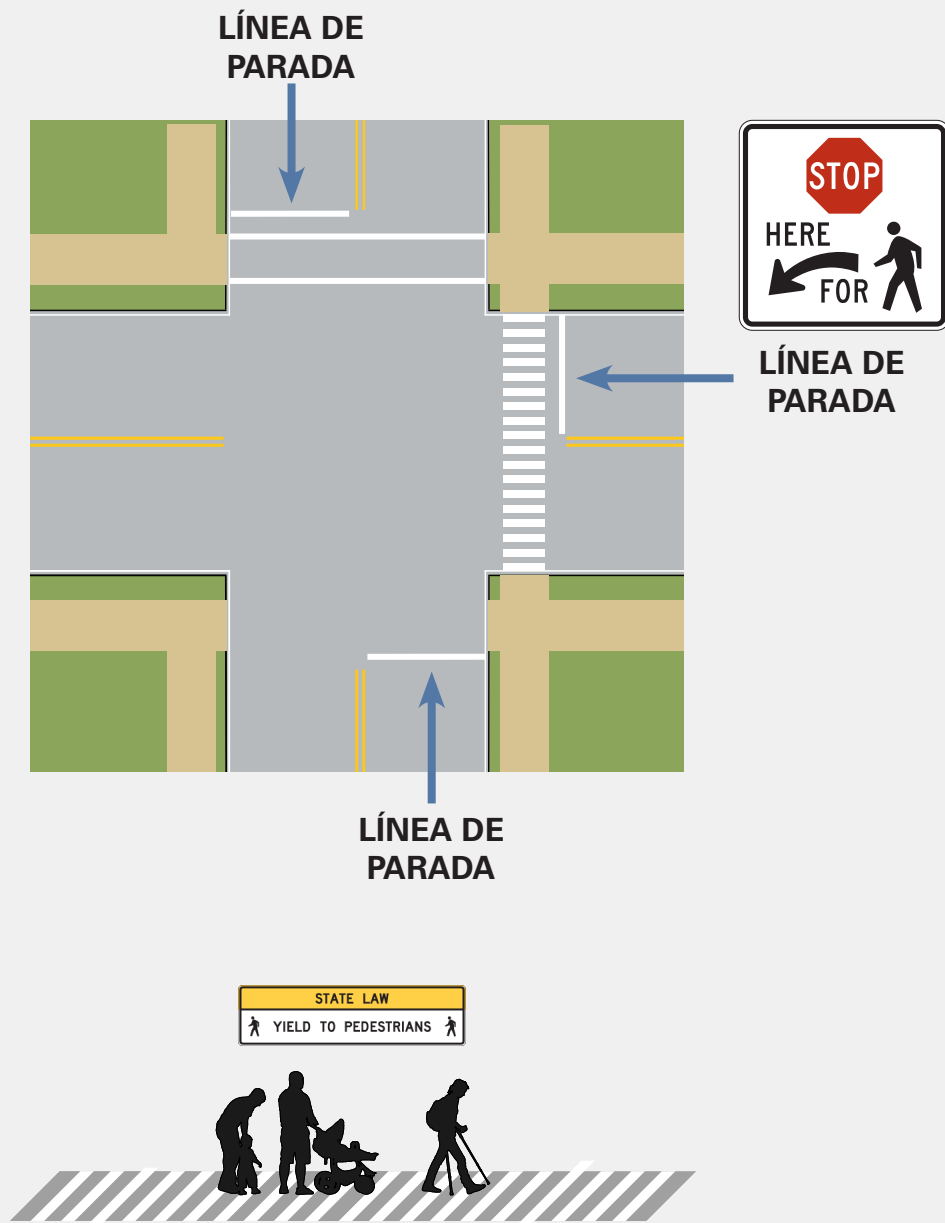 LÍNEA DE
PARADA
STOP
HERE
FOR
LÍNEA DE
PARADA
LÍNEA DE
PARADA
STATE LAW
YIELD TO PEDESTRIANS